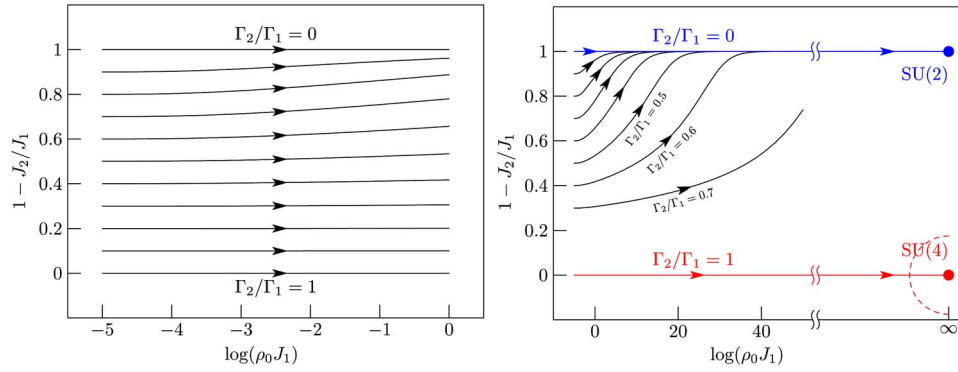 Γ₂/Γ₁ = 0
1
0.8
0.6
0.4
0.2
0
1 − J₂/J₁
Γ₂/Γ₁ = 1
−5
−4
−3
−2
−1
0
log(ρ₀J₁)
Γ₂/Γ₁ = 0
1
0.8
0.6
0.4
0.2
0
1 − J₂/J₁
SU(2)
Γ₂/Γ₁ = 0.5
Γ₂/Γ₁ = 0.6
Γ₂/Γ₁ = 0.7
SU(4)
Γ₂/Γ₁ = 1
0
20
40
∞
log(ρ₀J₁)